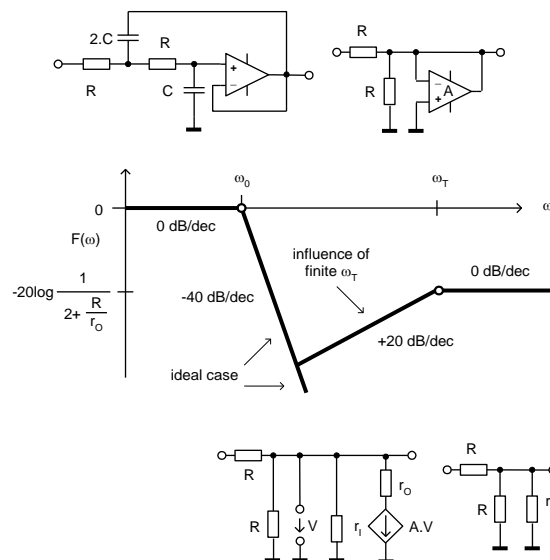 2.C
R
R
C
+
−
R
R
−
A
+
ω0
ωT
ω
0
F(ω)
0 dB/dec
influence of
finite ωT
0 dB/dec
-20log 1
2+ R
rO
-40 dB/dec
+20 dB/dec
ideal case
R
R
V
rI
rO
A.V
R
R
r